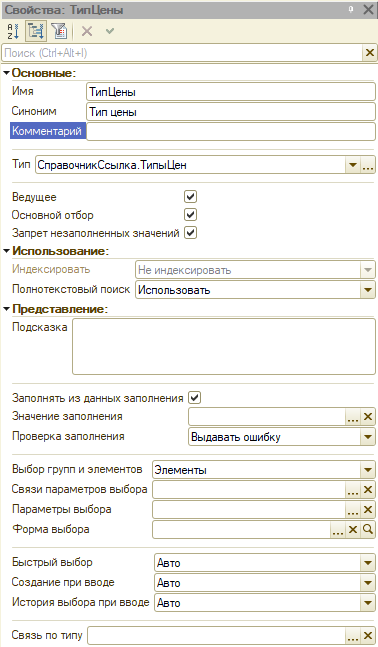 Свойства: ТипЦены
Поиск (Ctrl+Alt+I)
Основные:
Имя ТипЦены
Синоним Тип цены
Комментарий
Тип СправочникСсылка.ТипыЦен
Ведущее
Основной отбор
Запрет незаполненных значений
Использование:
Индексировать Не индексировать
Полнотекстовый поиск Использовать
Представление:
Подсказка
Заполнять из данных заполнения
Значение заполнения
Проверка заполнения Выдавать ошибку
Выбор групп и элементов Элементы
Связи параметров выбора
Параметры выбора
Форма выбора
Быстрый выбор Авто
Создание при вводе Авто
История выбора при вводе Авто
Связь по типу